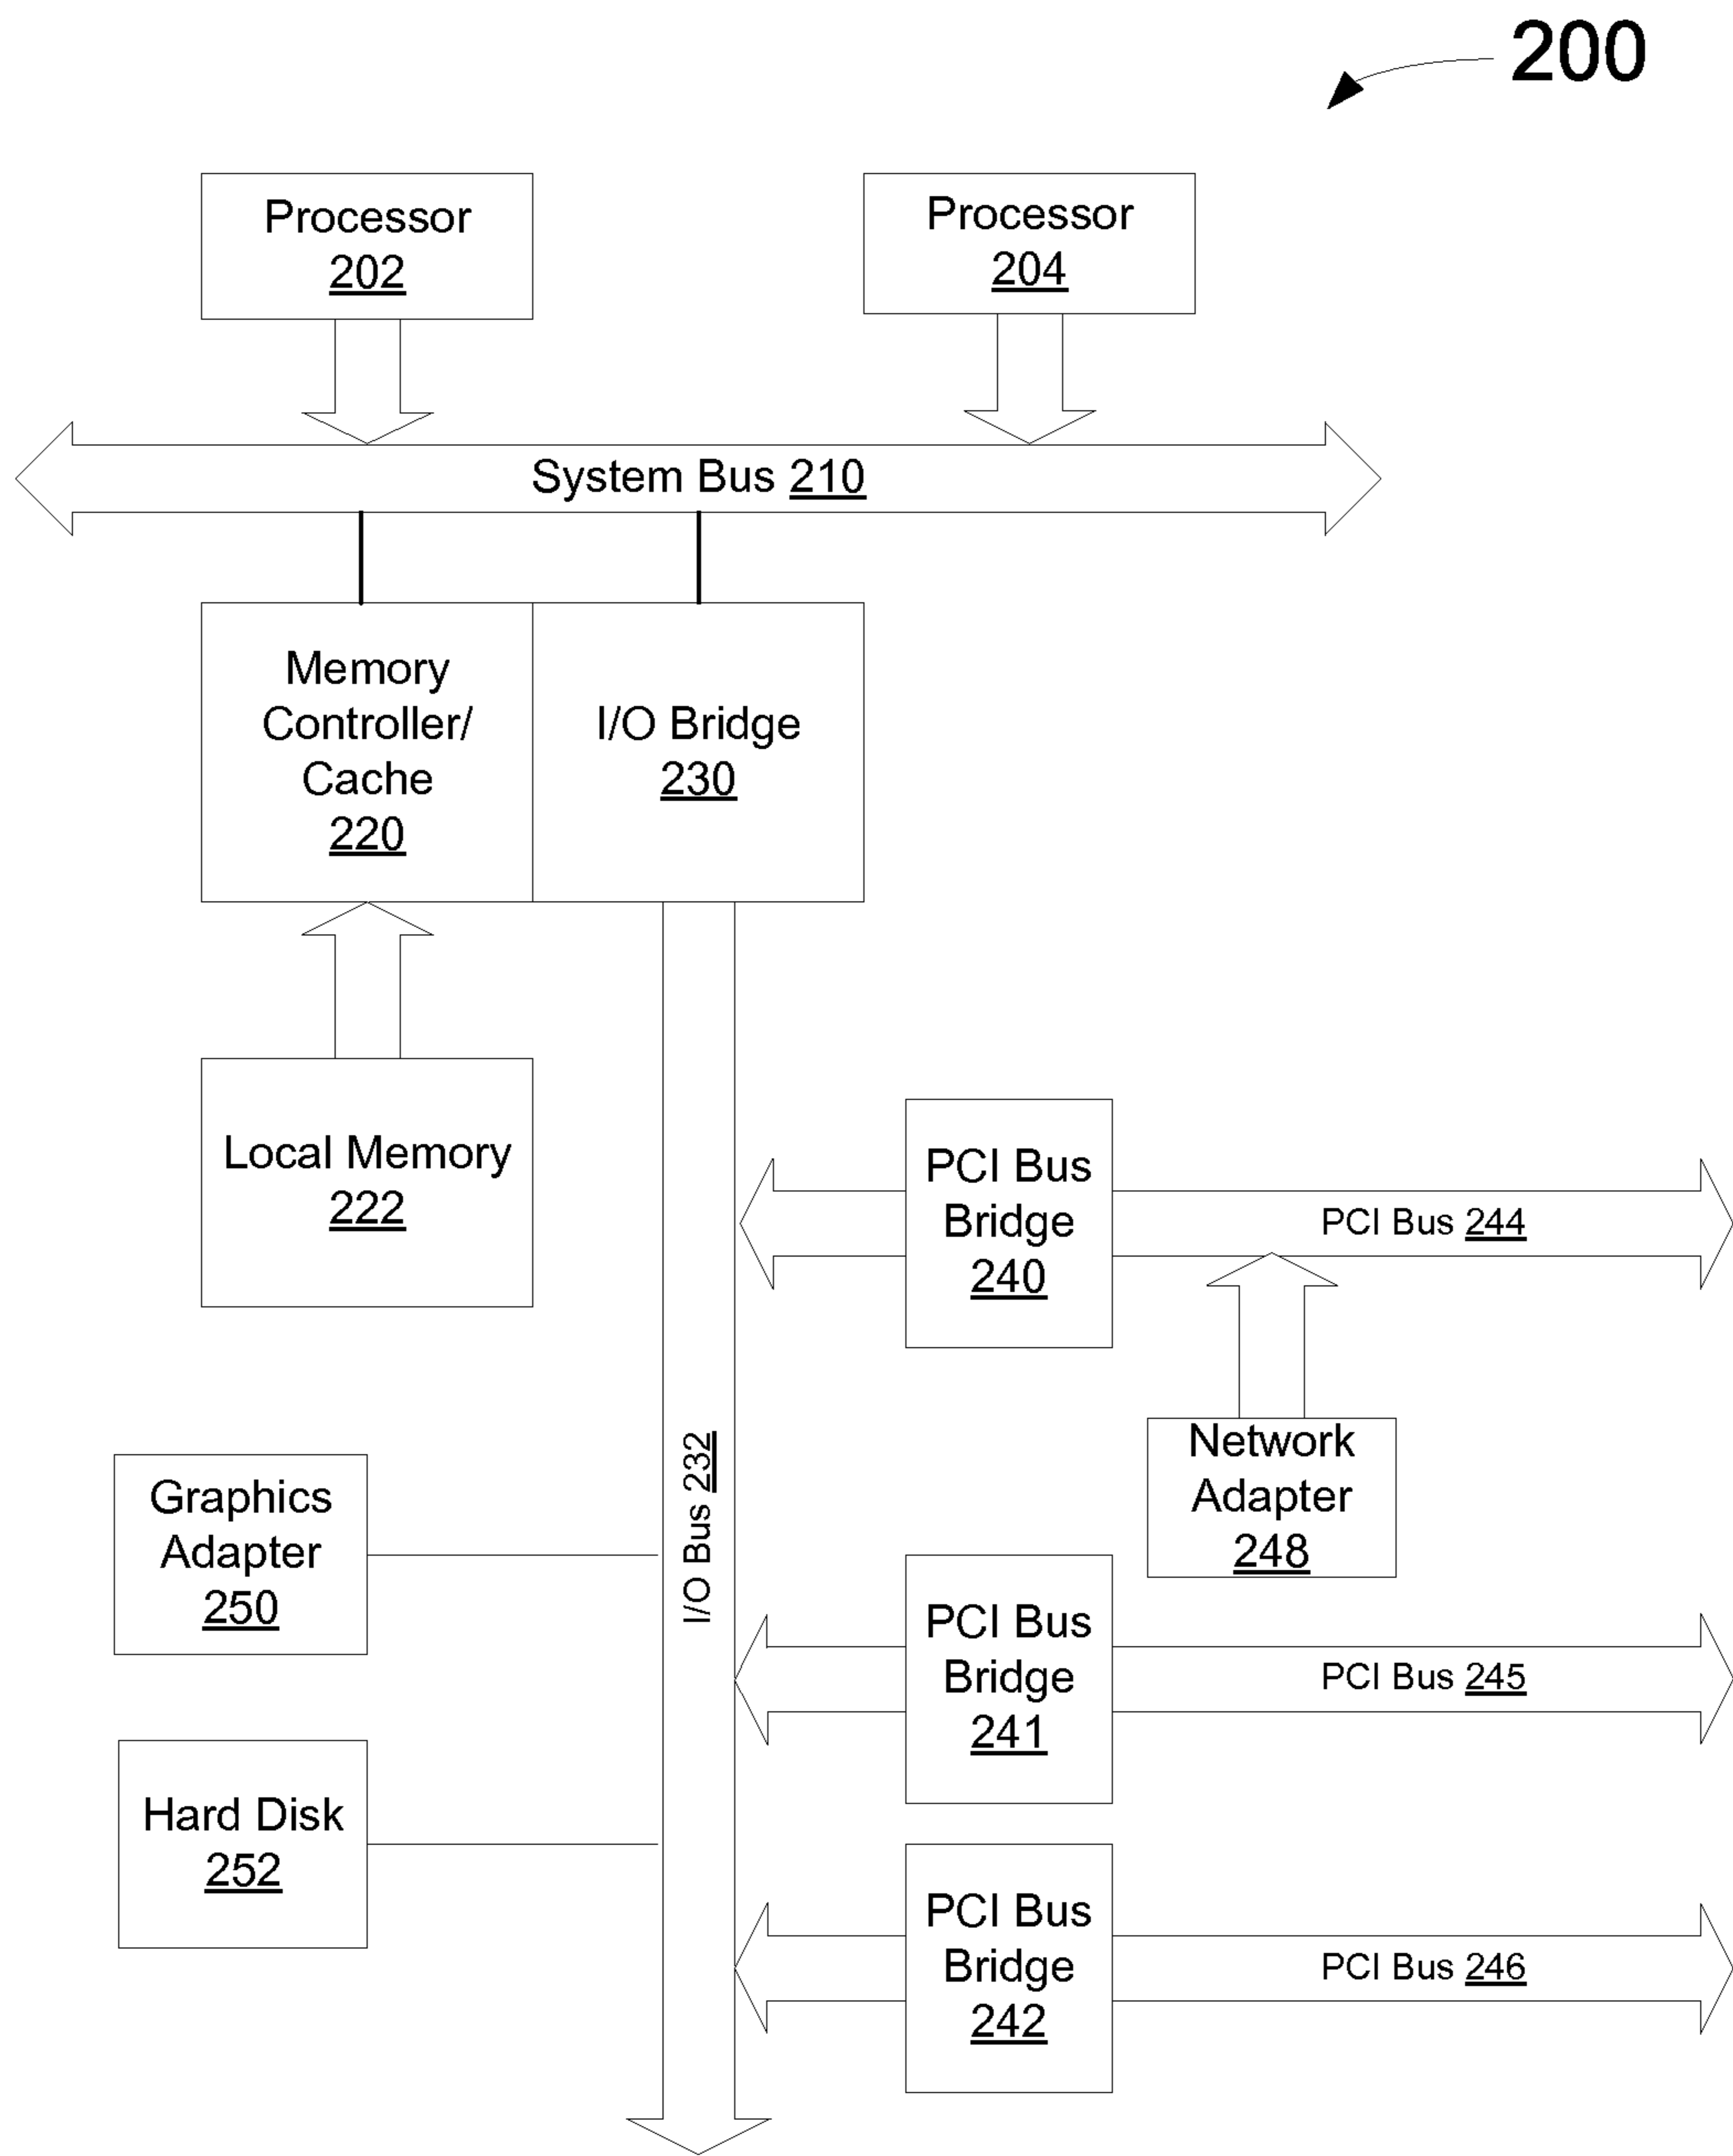 200
Processor
202
Processor
204
System Bus 210
Memory
Controller/
Cache
220
I/O Bridge
230
Local Memory
222
PCI Bus
Bridge
240
PCI Bus 244
Network
Adapter
248
I/O Bus 232
Graphics
Adapter
250
PCI Bus
Bridge
241
PCI Bus 245
Hard Disk
252
PCI Bus
Bridge
242
PCI Bus 246